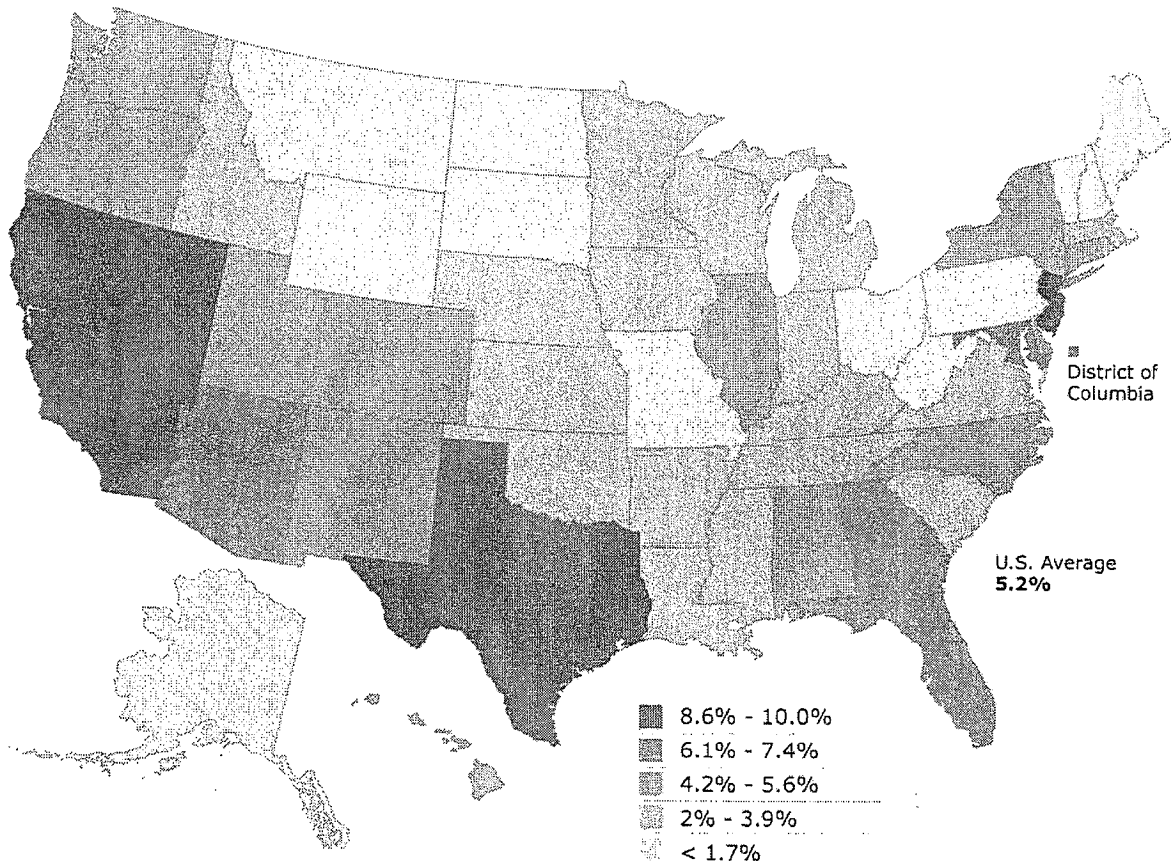 District of
Columbia
U.S. Average
5.2%
8.6% - 10.0%
6.1% - 7.4%
4.2% - 5.6%
2% - 3.9%
< 1.7%